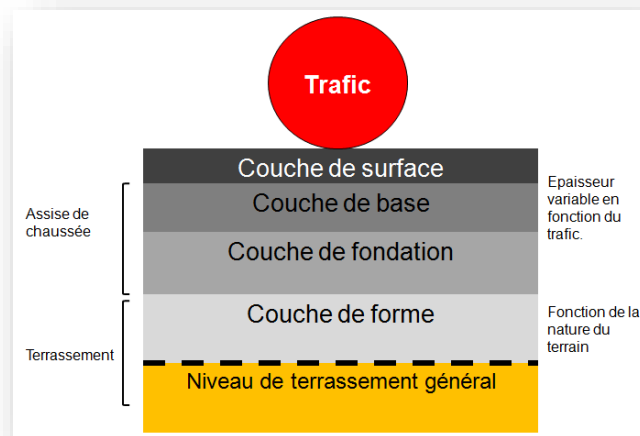 Trafic
Couche de surface
Assise de
chaussée
Couche de base
Couche de fondation
Epaisseur
variable en
fonction du
trafic.
Terrassement
Couche de forme
Niveau de terrassement général
Fonction de la
nature du
terrain